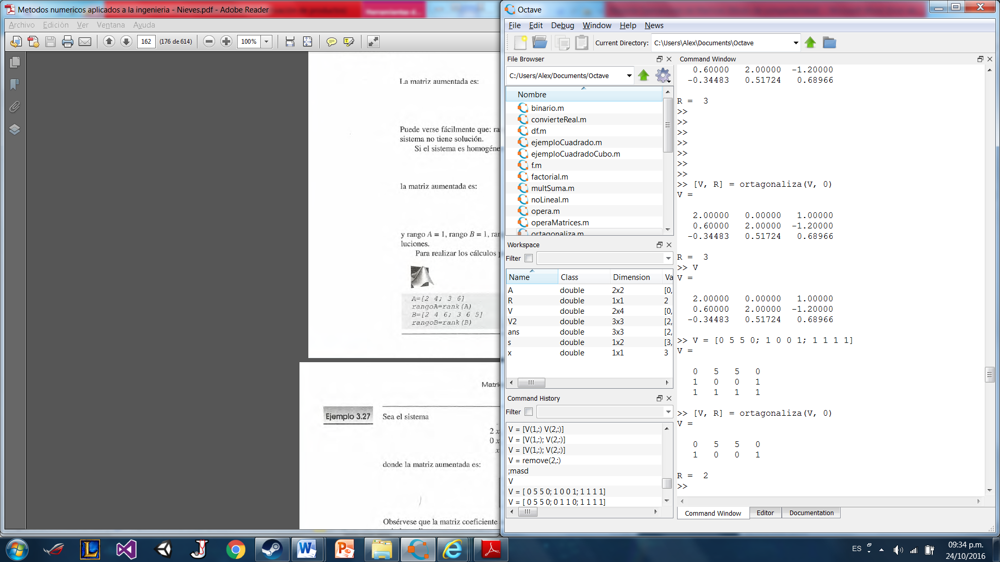 Metodos numericos aplicados a la ingenieria - Nieves.pdf - Adobe Reader
Archivo Edición Ver Ventana Ayuda
162 (176 de 614) 100%
La matriz aumentada es:
Puede verse fácilmente que: ra
sistema no tiene solución.
Si el sistema es homogéne
la matriz aumentada es:
y rango A = 1, rango B = 1, ran
luciones.
Para realizar los cálculos p
A=[2 4; 3 6]
rangoA=rank(A)
B=[2 4 6; 3 6 5]
rangoB=rank(B)
Matri
Ejemplo 3.27 Sea el sistema
2 x
0 x
x
donde la matriz aumentada es:
Obsérvese que la matriz coeficiente
Octave
File Edit Debug Window Help News
Current Directory: C:\Users\Alex\Documents\Octave
File Browser
C:/Users/Alex/Documents/Octave
Nombre
binario.m
convierteReal.m
df.m
ejemploCuadrado.m
ejemploCuadradoCubo.m
f.m
factorial.m
multSuma.m
noLineal.m
opera.m
operaMatrices.m
ortagonaliza.m
Workspace
Filter
Name Class Dimension Va
A double 2x2 [0,
R double 1x1 2
V double 2x4 [0,
V2 double 3x3 [2,
ans double 3x3 [2,
s double 1x2 [3,
x double 1x1 3
Command History
Filter
V = [V(1,:) V(2,:)]
V = [V(1,:); V(2,:)]
V = [V(1,:); V(2,:)]
V = remove(2,:)
;masd
V
V = [ 0 5 5 0; 1 0 0 1; 1 1 1 1]
V = [ 0 5 5 0; 0 1 1 0; 1 1 1 1]
Command Window
0.60000 2.00000 -1.20000
-0.34483 0.51724 0.68966
R = 3
>>
>>
>>
>>
>>
>>
>>
>> [V, R] = ortagonaliza(V, 0)
V =
2.00000 0.00000 1.00000
0.60000 2.00000 -1.20000
-0.34483 0.51724 0.68966
R = 3
>> V
V =
2.00000 0.00000 1.00000
0.60000 2.00000 -1.20000
-0.34483 0.51724 0.68966
>> V = [0 5 5 0; 1 0 0 1; 1 1 1 1]
V =
0 5 5 0
1 0 0 1
1 1 1 1
>> [V, R] = ortagonaliza(V, 0)
V =
0 5 5 0
1 0 0 1
R = 2
>>
Command Window Editor Documentation
ES
09:34 p.m.
24/10/2016